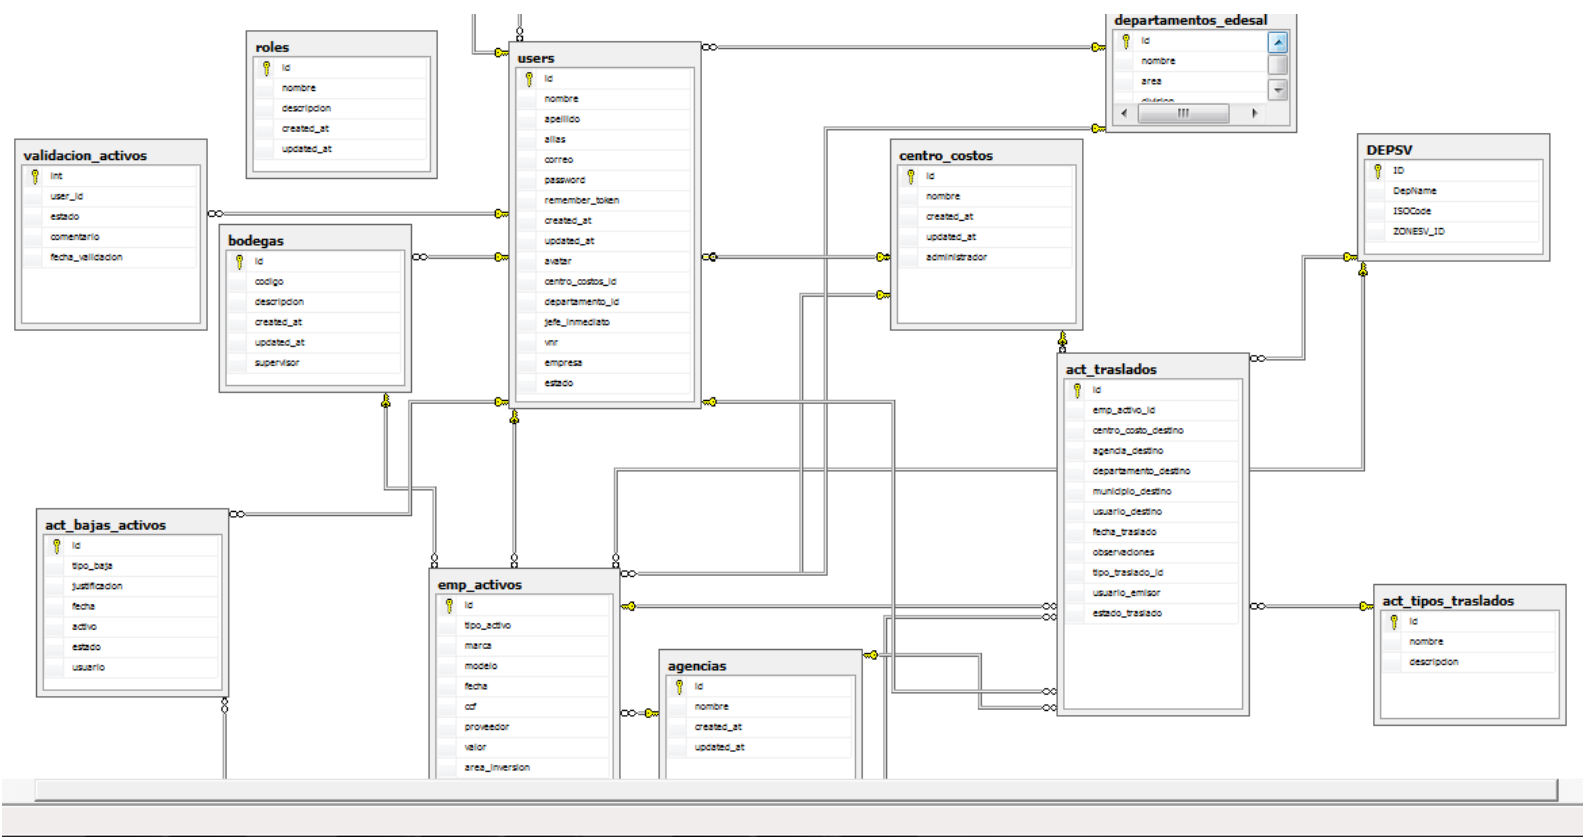 roles
id
nombre
descripcion
created_at
updated_at
users
id
nombre
apellido
alias
correo
password
remember_token
created_at
updated_at
avatar
centro_costos_id
departamento_id
jefe_inmediato
vnr
empresa
estado
departamentos_edesal
id
nombre
area
division
validacion_activos
int
user_id
estado
comentario
fecha_validacion
bodegas
id
codigo
descripcion
created_at
updated_at
supervisor
centro_costos
id
nombre
created_at
updated_at
administrador
DEPSV
ID
DepName
ISOCode
ZONESV_ID
act_traslados
id
emp_activo_id
centro_costo_destino
agencia_destino
departamento_destino
municipio_destino
usuario_destino
fecha_traslado
observaciones
tipo_traslado_id
usuario_emisor
estado_traslado
act_bajas_activos
id
tipo_baja
justificacion
fecha
activo
estado
usuario
emp_activos
id
tipo_activo
marca
modelo
fecha
ccf
proveedor
valor
area_inversion
agencias
id
nombre
created_at
updated_at
act_tipos_traslados
id
nombre
descripcion